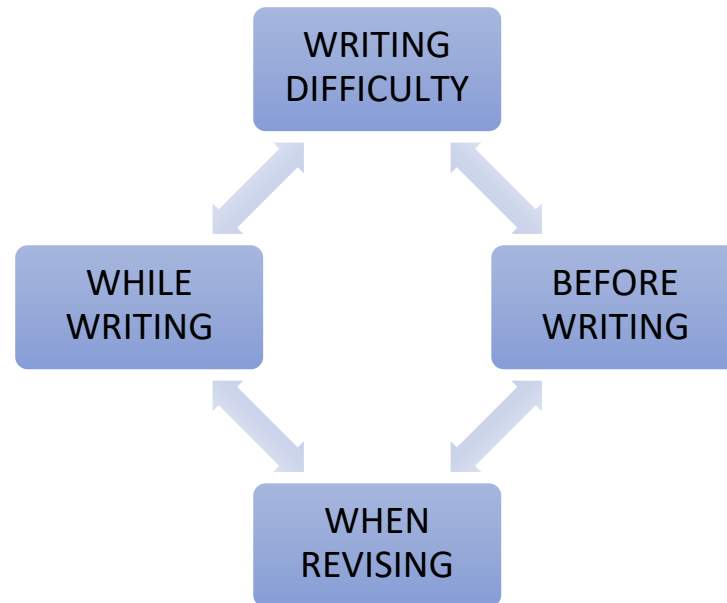 WRITING
DIFFICULTY
WHILE
WRITING
BEFORE
WRITING
WHEN
REVISING